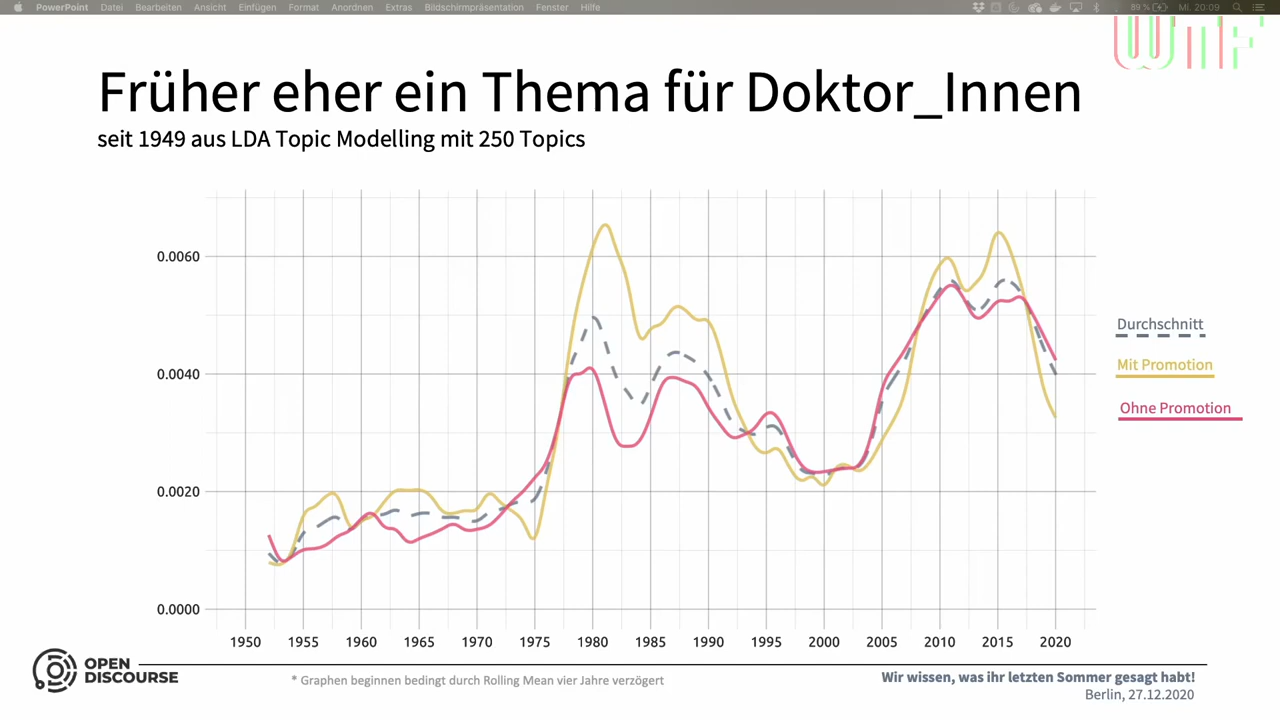 PowerPoint Datei Bearbeiten Ansicht Einfügen Format Anordnen Extras Bildschirmpräsentation Fenster Hilfe 89 % Mi. 20:09
Früher eher ein Thema für Doktor_Innen
seit 1949 aus LDA Topic Modelling mit 250 Topics
0.0060
0.0040
0.0020
0.0000
1950 1955 1960 1965 1970 1975 1980 1985 1990 1995 2000 2005 2010 2015 2020
Durchschnitt
Mit Promotion
Ohne Promotion
OPEN
DISCOURSE
* Graphen beginnen bedingt durch Rolling Mean vier Jahre verzögert
Wir wissen, was ihr letzten Sommer gesagt habt!
Berlin, 27.12.2020